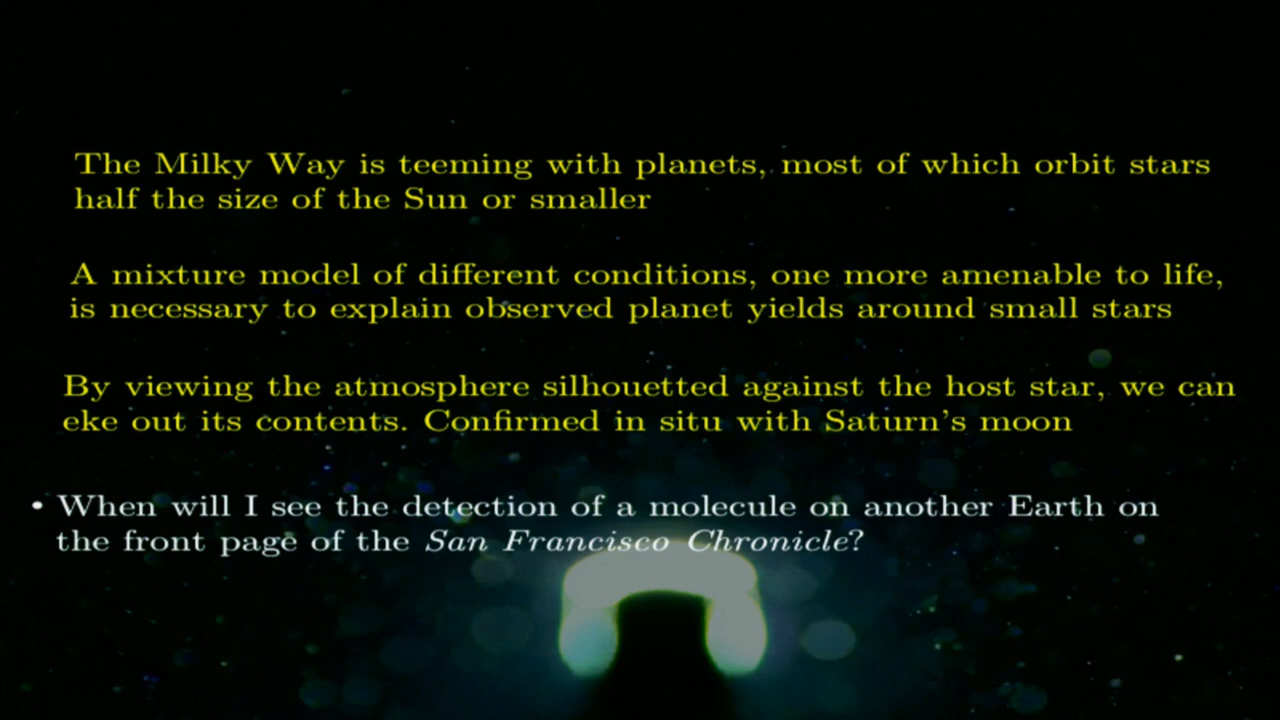 The Milky Way is teeming with planets, most of which orbit stars
half the size of the Sun or smaller
A mixture model of different conditions, one more amenable to life,
is necessary to explain observed planet yields around small stars
By viewing the atmosphere silhouetted against the host star, we can
eke out its contents. Confirmed in situ with Saturn's moon
• When will I see the detection of a molecule on another Earth on
the front page of the San Francisco Chronicle?